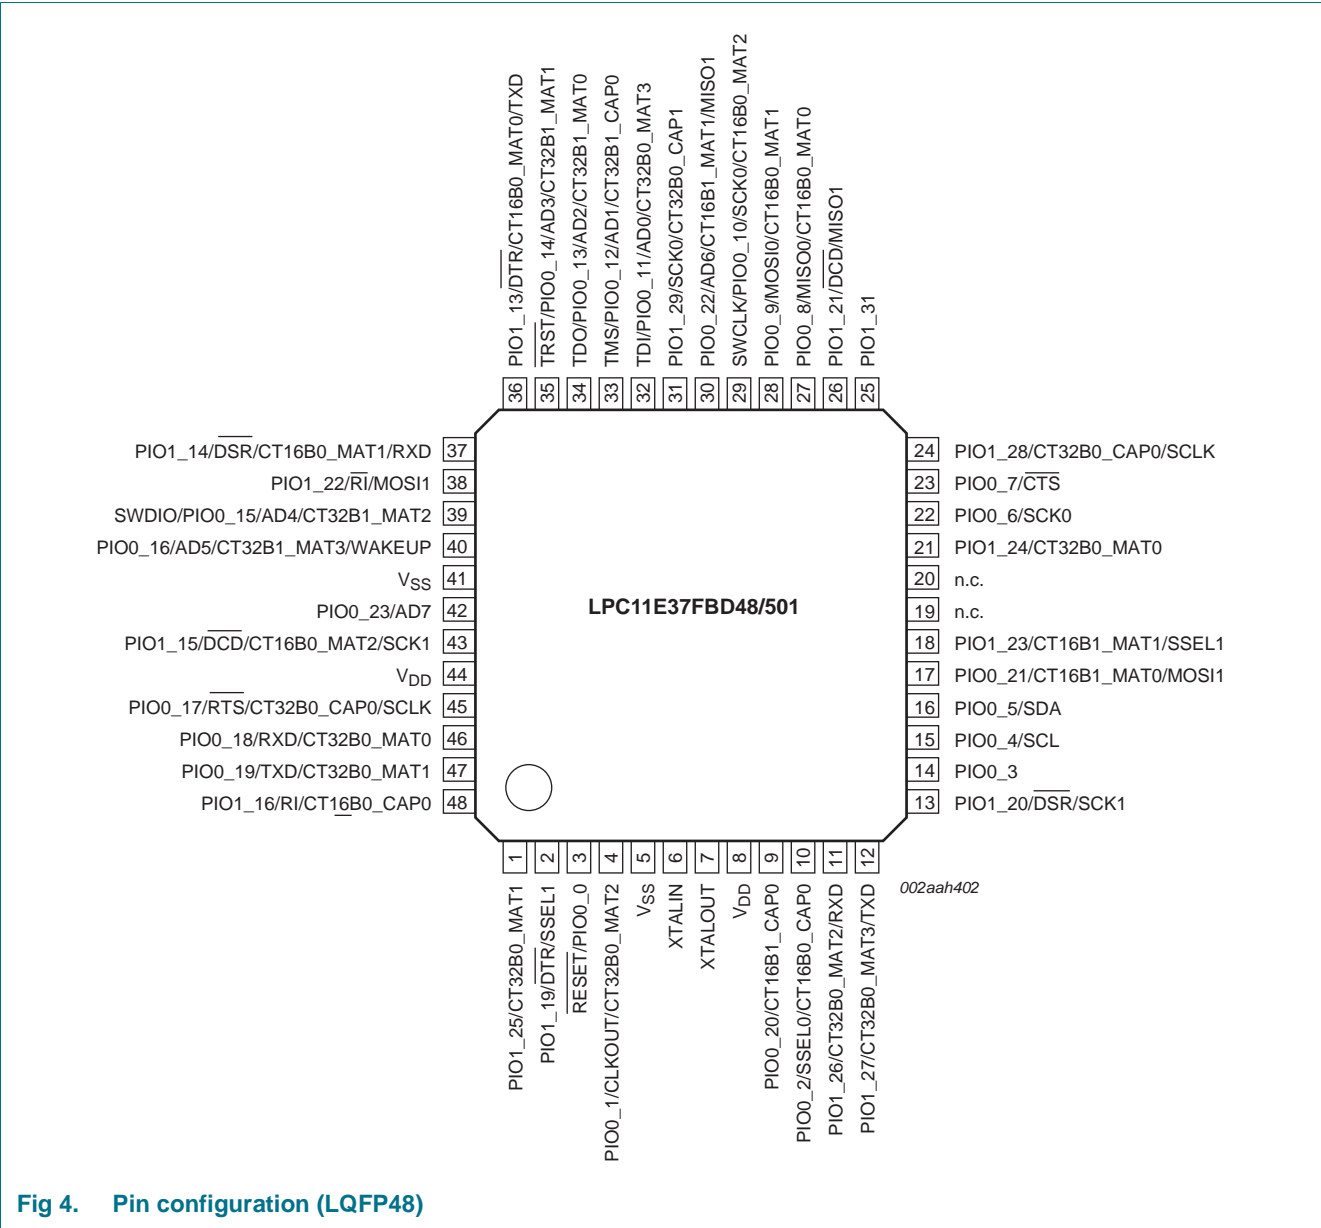 PIO1_13/DTR/CT16B0_MAT0/TXD
TRST/PIO0_14/AD3/CT32B1_MAT1
TDO/PIO0_13/AD2/CT32B1_MAT0
TMS/PIO0_12/AD1/CT32B1_CAP0
TDI/PIO0_11/AD0/CT32B0_MAT3
PIO1_29/SCK0/CT32B0_CAP1
PIO0_22/AD6/CT16B1_MAT1/MISO1
SWCLK/PIO0_10/SCK0/CT16B0_MAT2
PIO0_9/MOSI0/CT16B0_MAT1
PIO0_8/MISO0/CT16B0_MAT0
PIO1_21/DCD/MISO1
PIO1_31
36 35 34 33 32 31 30 29 28 27 26 25
PIO1_14/DSR/CT16B0_MAT1/RXD 37
PIO1_22/RI/MOSI1 38
SWDIO/PIO0_15/AD4/CT32B1_MAT2 39
PIO0_16/AD5/CT32B1_MAT3/WAKEUP 40
VSS 41
PIO0_23/AD7 42
PIO1_15/DCD/CT16B0_MAT2/SCK1 43
VDD 44
PIO0_17/RTS/CT32B0_CAP0/SCLK 45
PIO0_18/RXD/CT32B0_MAT0 46
PIO0_19/TXD/CT32B0_MAT1 47
PIO1_16/RI/CT16B0_CAP0 48
LPC11E37FBD48/501
24 PIO1_28/CT32B0_CAP0/SCLK
23 PIO0_7/CTS
22 PIO0_6/SCK0
21 PIO1_24/CT32B0_MAT0
20 n.c.
19 n.c.
18 PIO1_23/CT16B1_MAT1/SSEL1
17 PIO0_21/CT16B1_MAT0/MOSI1
16 PIO0_5/SDA
15 PIO0_4/SCL
14 PIO0_3
13 PIO1_20/DSR/SCK1
1 2 3 4 5 6 7 8 9 10 11 12
PIO1_25/CT32B0_MAT1
PIO1_19/DTR/SSEL1
RESET/PIO0_0
PIO0_1/CLKOUT/CT32B0_MAT2
VSS
XTALIN
XTALOUT
VDD
PIO0_20/CT16B1_CAP0
PIO0_2/SSEL0/CT16B0_CAP0
PIO1_26/CT32B0_MAT2/RXD
PIO1_27/CT32B0_MAT3/TXD
002aah402
Fig 4. Pin configuration (LQFP48)